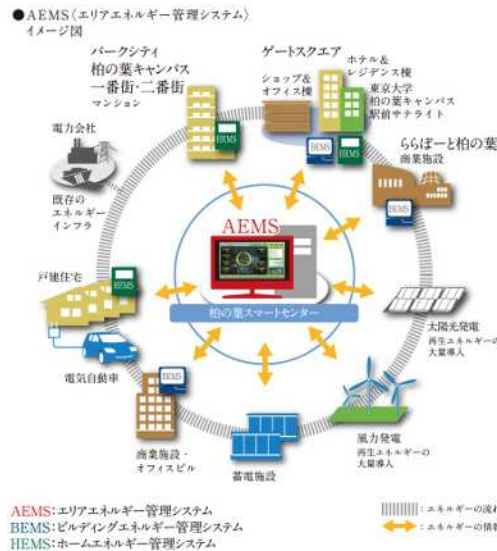 ●AEMS〈エリアエネルギー管理システム〉
イメージ図
パークシティ
柏の葉キャンパス
一番街・二番街
マンション
ゲートスクエア
ショップ&
オフィス棟
ホテル&
レジデンス棟
東京大学
柏の葉キャンパス
駅前サテライト
ららぽーと柏の葉
商業施設
電力会社
既存の
エネルギー
インフラ
HEMS
BEMS
HEMS
BEMS
AEMS
柏の葉スマートセンター
戸建住宅
HEMS
電気自動車
BEMS
商業施設・
オフィスビル
蓄電施設
風力発電
再生エネルギーの
大量導入
太陽光発電
再生エネルギーの
大量導入
AEMS:エリアエネルギー管理システム
BEMS:ビルディングエネルギー管理システム
HEMS:ホームエネルギー管理システム
:エネルギーの流れ
:エネルギーの情報